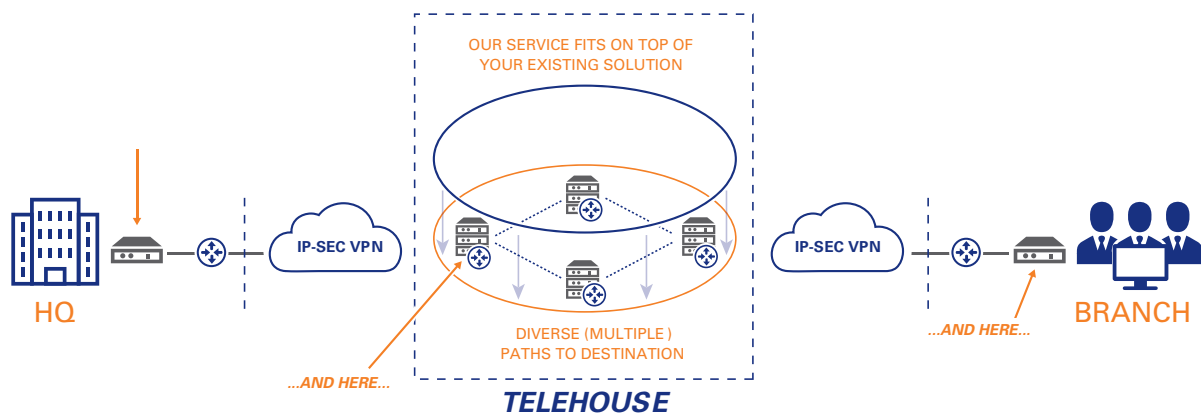 OUR SERVICE FITS ON TOP OF
YOUR EXISTING SOLUTION
IP-SEC VPN
IP-SEC VPN
HQ
BRANCH
...AND HERE...
DIVERSE (MULTIPLE )
PATHS TO DESTINATION
...AND HERE...
TELEHOUSE